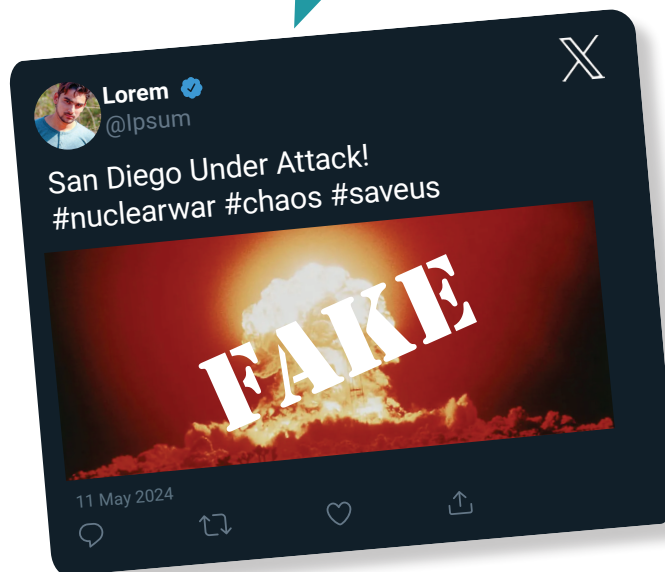 Lorem
@Ipsum
San Diego Under Attack!
#nuclearwar #chaos #saveus
FAKE
11 May 2024